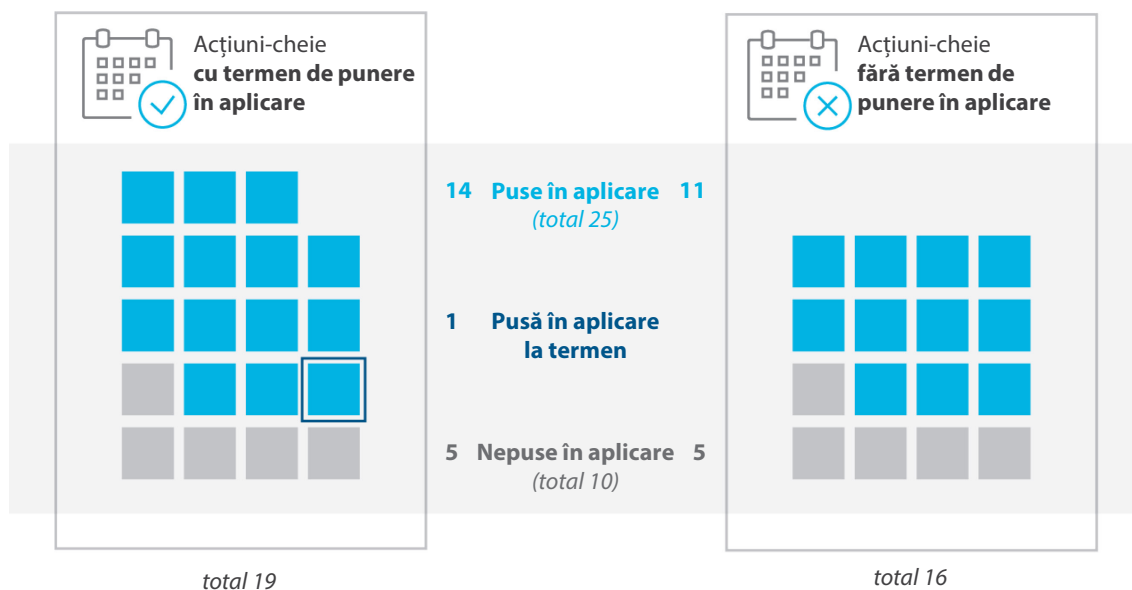 Acțiuni-cheie
cu termen de punere
în aplicare
Acțiuni-cheie
fără termen de
punere în aplicare
14 Puse în aplicare 11
(total 25)
1 Pusă în aplicare
la termen
5 Nepuse în aplicare 5
(total 10)
total 19
total 16